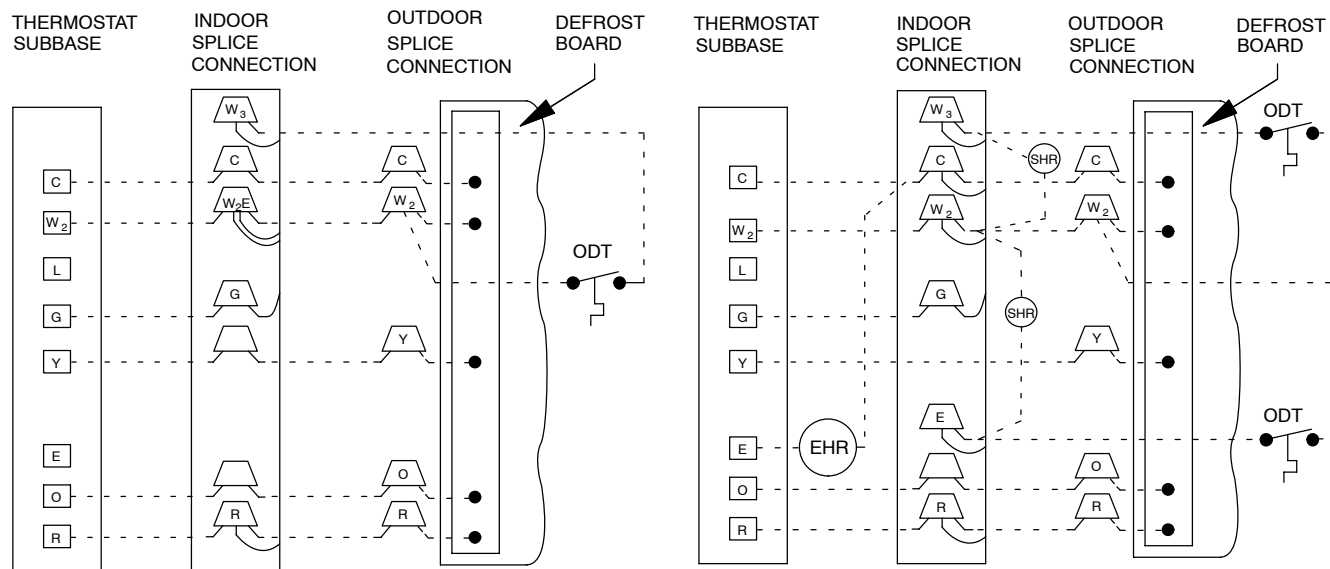 THERMOSTAT
SUBBASE
INDOOR
SPLICE
CONNECTION
OUTDOOR
SPLICE
CONNECTION
DEFROST
BOARD
W3
C
C
C
W2
W2E
W2
ODT
L
G
G
Y
Y
E
O
O
R
R
R
THERMOSTAT
SUBBASE
INDOOR
SPLICE
CONNECTION
OUTDOOR
SPLICE
CONNECTION
DEFROST
BOARD
W3
ODT
C
C
SHR
C
W2
W2
W2
L
G
G
SHR
Y
Y
E
ODT
E
EHR
O
O
R
R
R